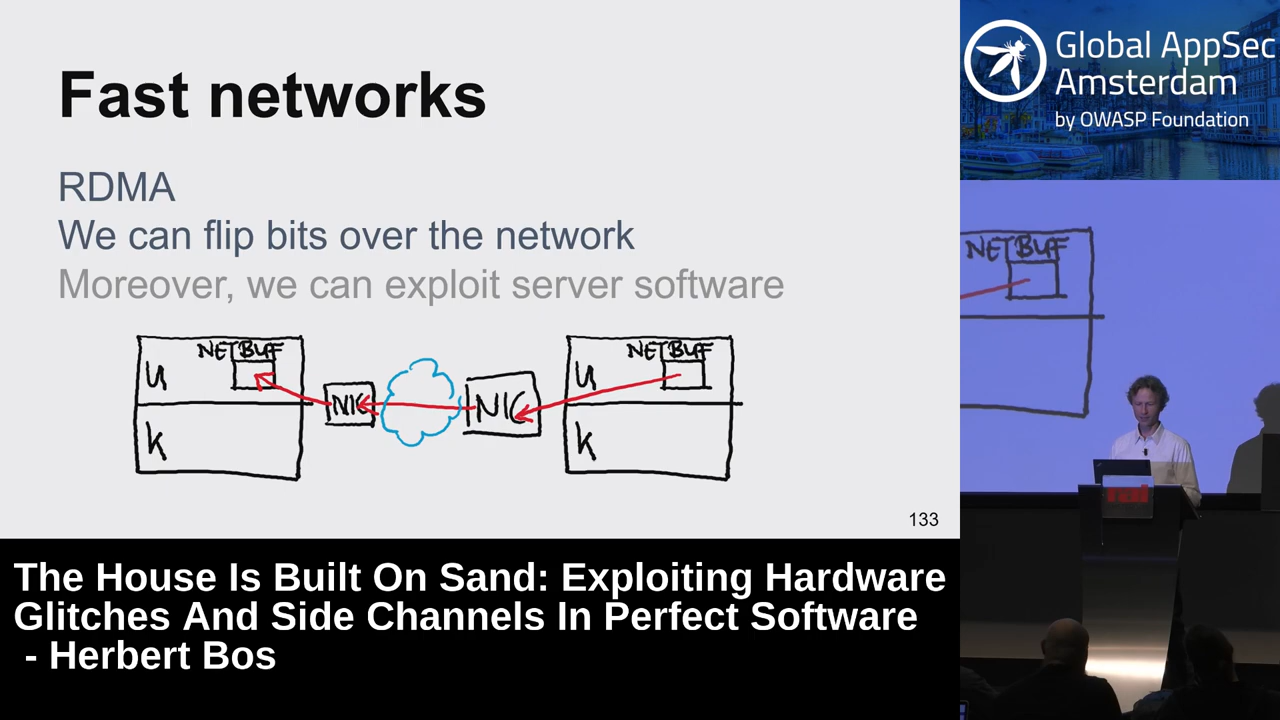 Fast networks
RDMA
We can flip bits over the network
Moreover, we can exploit server software
NETBUF
u
k
NIC
NIC
NETBUF
u
k
133
The House Is Built On Sand: Exploiting Hardware
Glitches And Side Channels In Perfect Software
- Herbert Bos
Global AppSec
Amsterdam
by OWASP Foundation
NETBUF
rai